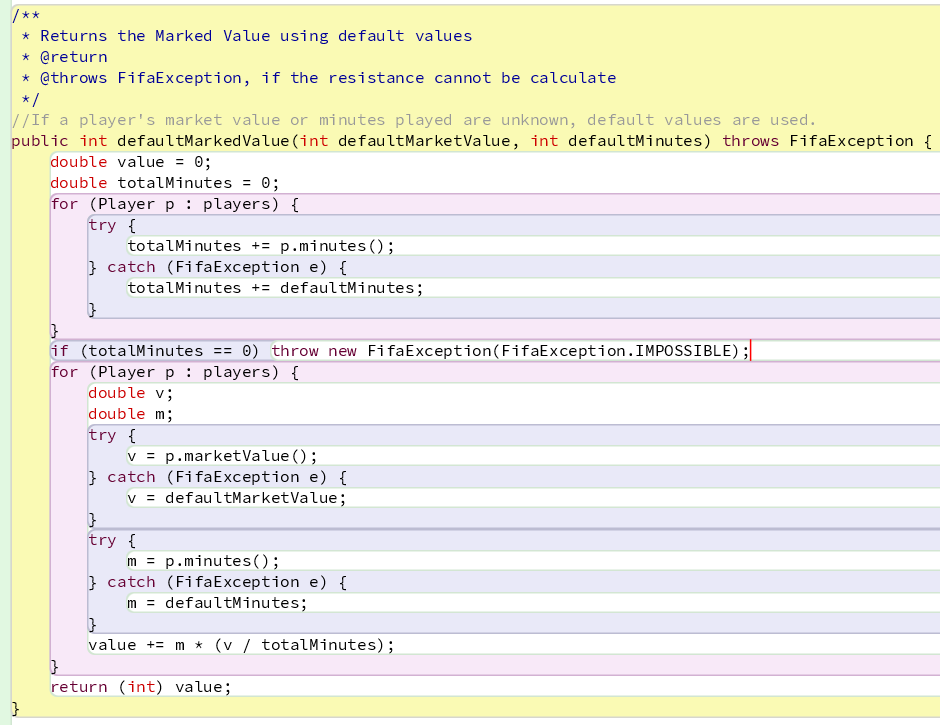 /**
 * Returns the Marked Value using default values
 * @return
 * @throws FifaException, if the resistance cannot be calculate
 */
//If a player's market value or minutes played are unknown, default values are used.
public int defaultMarkedValue(int defaultMarketValue, int defaultMinutes) throws FifaException {
    double value = 0;
    double totalMinutes = 0;
    for (Player p : players) {
        try {
            totalMinutes += p.minutes();
        } catch (FifaException e) {
            totalMinutes += defaultMinutes;
        }
    }
    if (totalMinutes == 0) throw new FifaException(FifaException.IMPOSSIBLE);
    for (Player p : players) {
        double v;
        double m;
        try {
            v = p.marketValue();
        } catch (FifaException e) {
            v = defaultMarketValue;
        }
        try {
            m = p.minutes();
        } catch (FifaException e) {
            m = defaultMinutes;
        }
        value += m * (v / totalMinutes);
    }
    return (int) value;
}